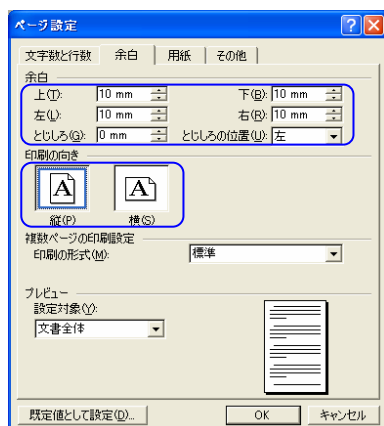 ページ設定
文字数と行数 余白 用紙 その他
余白
上(T): 10 mm 下(B): 10 mm
左(L): 10 mm 右(R): 10 mm
とじしろ(G): 0 mm とじしろの位置(U): 左
印刷の向き
A A
縦(P) 横(S)
複数ページの印刷設定
印刷の形式(M): 標準
プレビュー
設定対象(Y):
文書全体
既定値として設定(D)... OK キャンセル